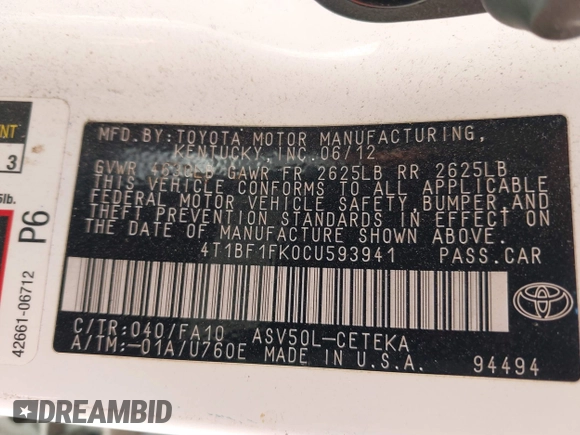 MFD.BY:TOYOTA MOTOR MANUFACTURING,
KENTUCKY,INC.06/12
GVWR GAWR FR 2625LB RR 2625LB
THIS VEHICLE CONFORMS TO ALL APPLICABLE
FEDERAL MOTOR VEHICLE SAFETY,BUMPER,AND
THEFT PREVENTION STANDARDS IN EFFECT ON
THE DATE OF MANUFACTURE SHOWN ABOVE.
4T1BF1FK0CU593941 PASS.CAR
TOYOTA
C/TR:040/FA10 ASV50L-CETEKA
A/TM:-01A/U760E MADE IN U.S.A. 94494
3
lb.
P6
42661-06712
DREAMBID